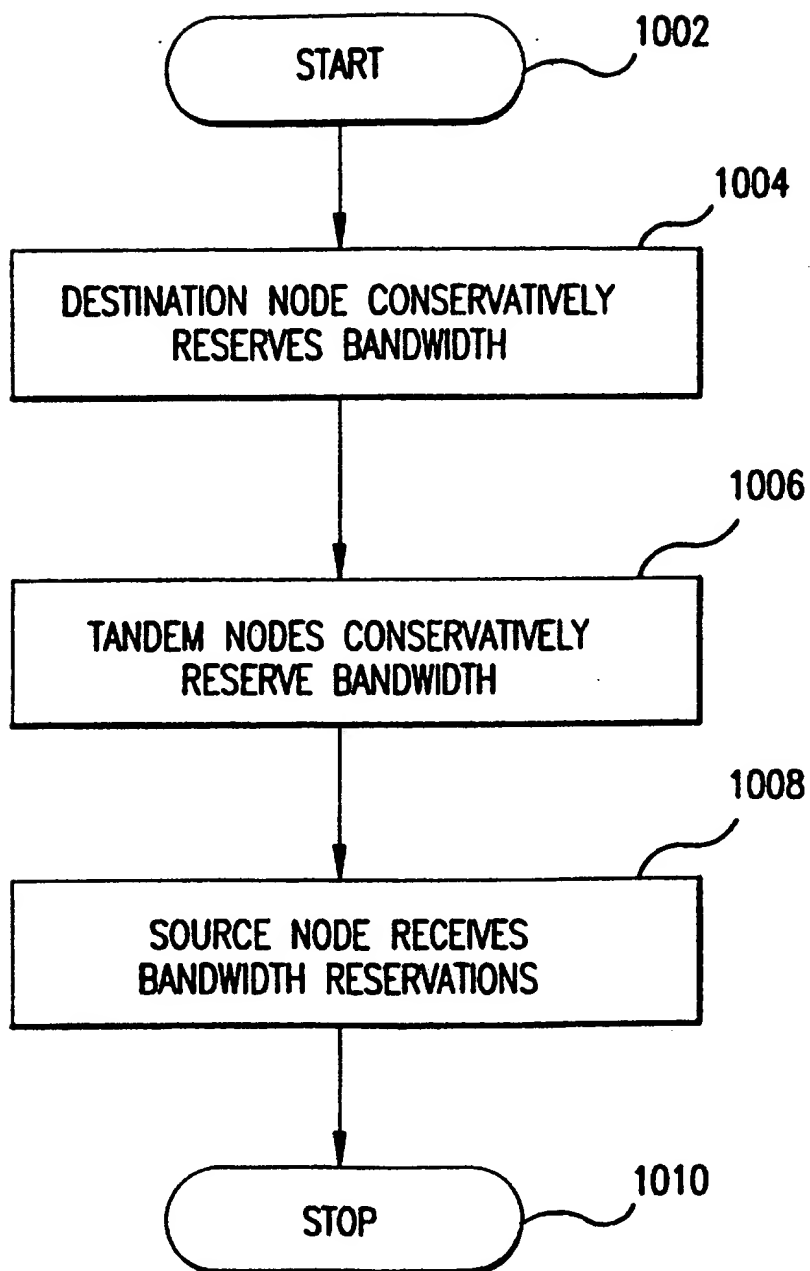 START
1002
1004
DESTINATION NODE CONSERVATIVELY
RESERVES BANDWIDTH
1006
TANDEM NODES CONSERVATIVELY
RESERVE BANDWIDTH
1008
SOURCE NODE RECEIVES
BANDWIDTH RESERVATIONS
STOP
1010